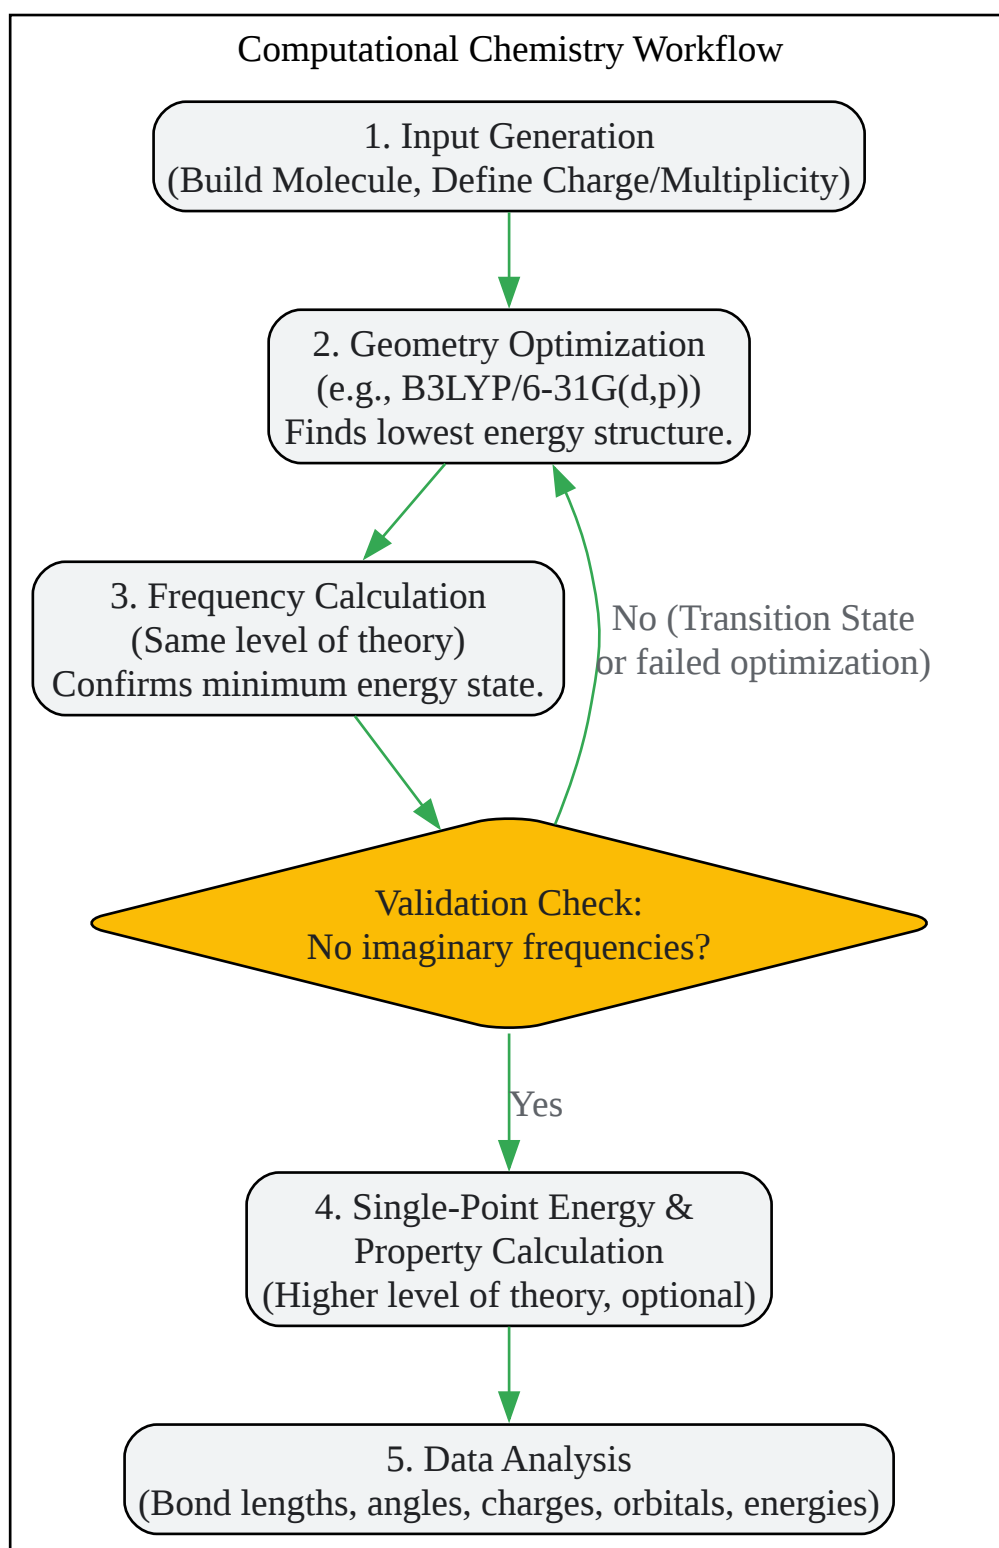 Computational Chemistry Workflow
1. Input Generation
(Build Molecule, Define Charge/Multiplicity)
2. Geometry Optimization
(e.g., B3LYP/6-31G(d,p))
Finds lowest energy structure.
3. Frequency Calculation
(Same level of theory)
Confirms minimum energy state.
No (Transition State
or failed optimization)
Validation Check:
No imaginary frequencies?
Yes
4. Single-Point Energy &
Property Calculation
(Higher level of theory, optional)
5. Data Analysis
(Bond lengths, angles, charges, orbitals, energies)